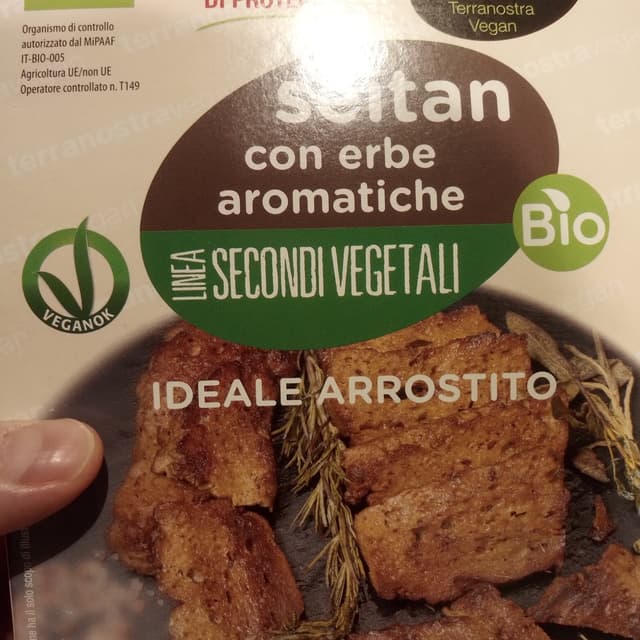 Organismo di controllo
autorizzato dal MiPAAF
IT-BIO-005
Agricoltura UE/non UE
Operatore controllato n. T149
Terranostra
Vegan
seitan
con erbe
aromatiche
LINEA SECONDI VEGETALI
Bio
VEGANOK
IDEALE ARROSTITO